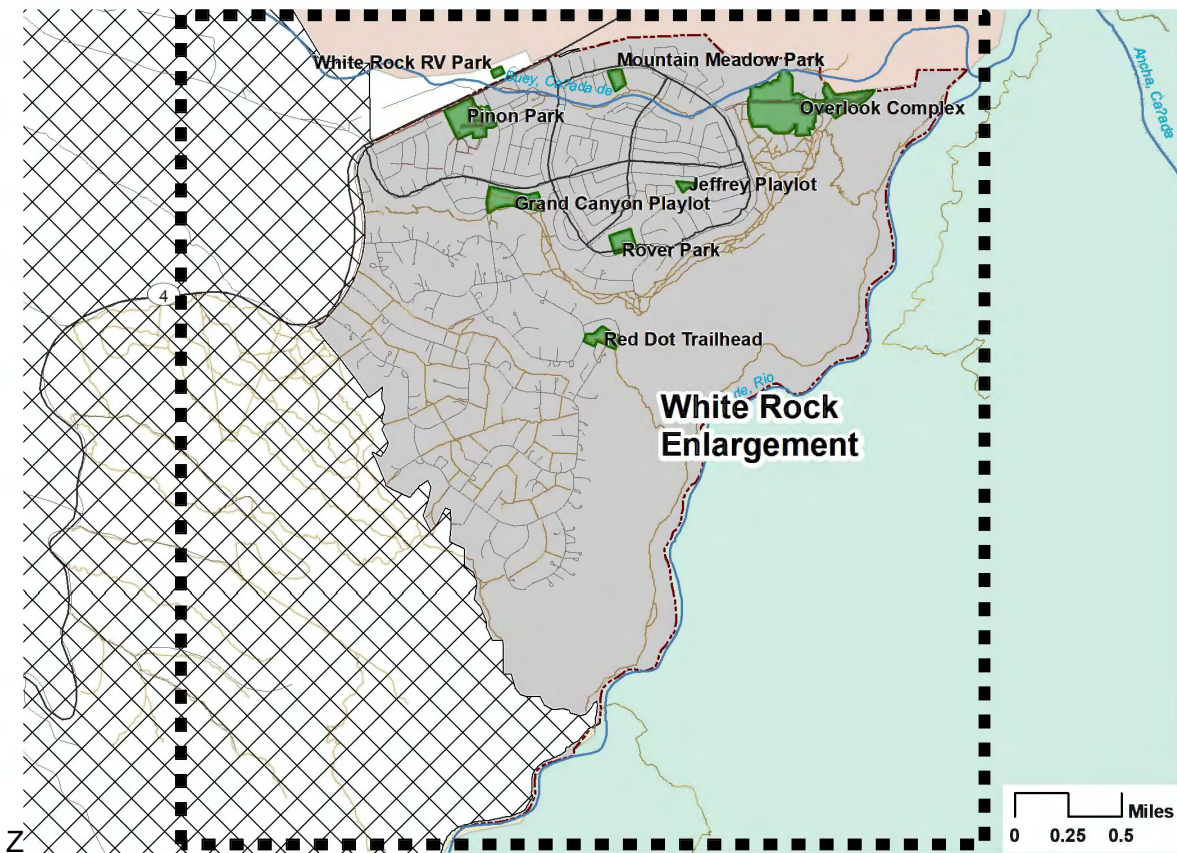 White Rock RV Park
Mountain Meadow Park
Buey, Ca?ada de
Ancha, Ca?ada
Pinon Park
Overlook Complex
Jeffrey Playlot
Grand Canyon Playlot
Rover Park
4
Red Dot Trailhead
de, Rio
White Rock
Enlargement
Miles
0 0.25 0.5
Z